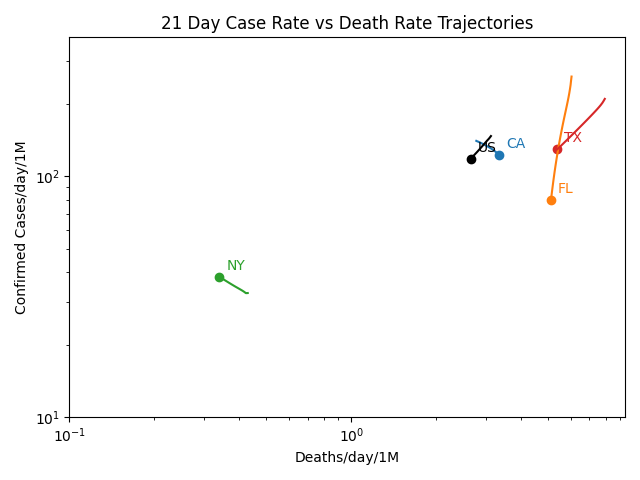 21 Day Case Rate vs Death Rate Trajectories
Confirmed Cases/day/1M
10²
10¹
US
CA
TX
FL
NY
10⁻¹
10⁰
Deaths/day/1M